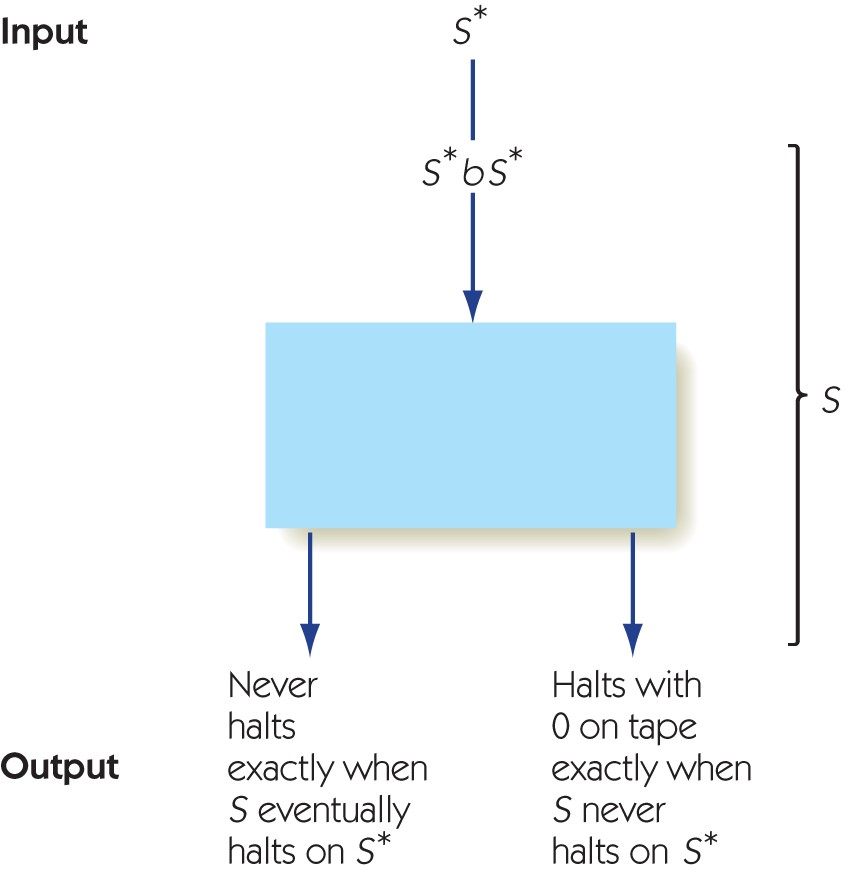 Input
S*
S*bS*
S
Never
halts
exactly when
S eventually
halts on S*
Halts with
0 on tape
exactly when
S never
halts on S*
Output